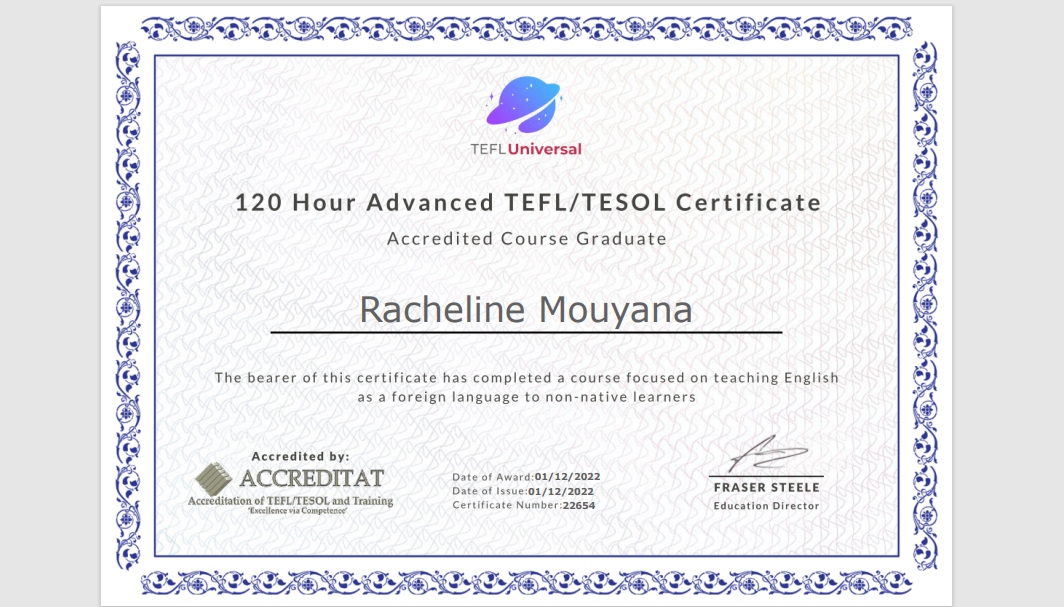 TEFLUniversal
120 Hour Advanced TEFL/TESOL Certificate
Accredited Course Graduate
Racheline Mouyana
The bearer of this certificate has completed a course focused on teaching English
as a foreign language to non-native learners
Accredited by:
ACCREDITAT
Accreditation of TEFL/TESOL and Training
'Excellence via Competence'
Date of Award:01/12/2022
Date of Issue:01/12/2022
Certificate Number:22654
FRASER STEELE
Education Director